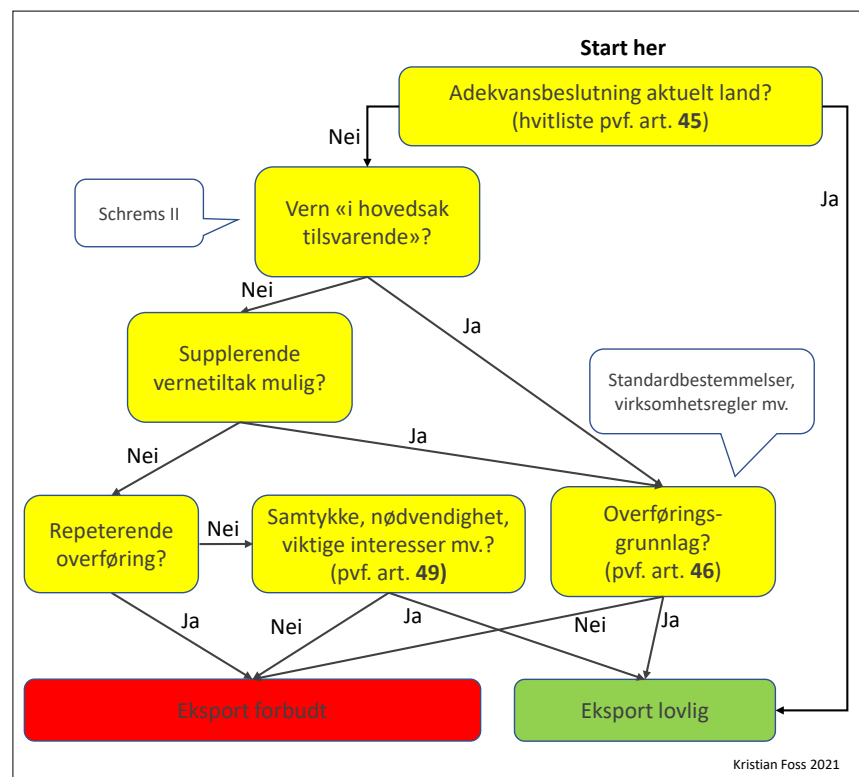 Start her
Adekvansbeslutning aktuelt land?
(hvitliste pvf. art. 45)
Nei
Ja
Schrems II
Vern «i hovedsak
tilsvarende»?
Nei
Ja
Supplerende
vernetiltak mulig?
Standardbestemmelser,
virksomhetsregler mv.
Nei
Ja
Repeterende
overføring?
Nei
Samtykke, nødvendighet,
viktige interesser mv.?
(pvf. art. 49)
Overførings-
grunnlag?
(pvf. art. 46)
Ja
Nei
Ja
Nei
Ja
Eksport forbudt
Eksport lovlig
Kristian Foss 2021